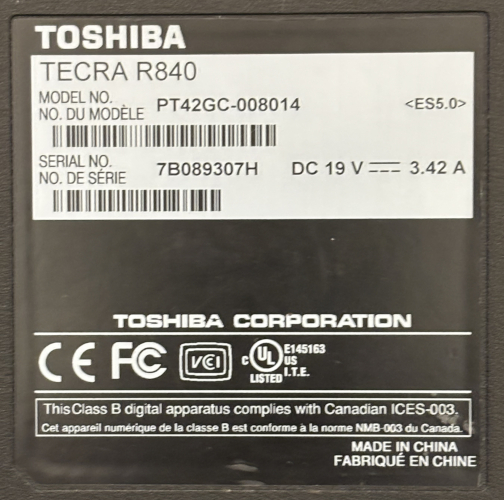 TOSHIBA
TECRA R840
MODEL NO.
NO. DU MODÈLE PT42GC-008014 <ES5.0>
SERIAL NO.
NO. DE SÉRIE 7B089307H DC 19 V 3.42 A
TOSHIBA CORPORATION
CE FC VCI c UL US LISTED E145163 I.T.E.
This Class B digital apparatus complies with Canadian ICES-003.
Cet appareil numérique de la classe B est conforme à la norme NMB-003 du Canada.
MADE IN CHINA
FABRIQUÉ EN CHINE